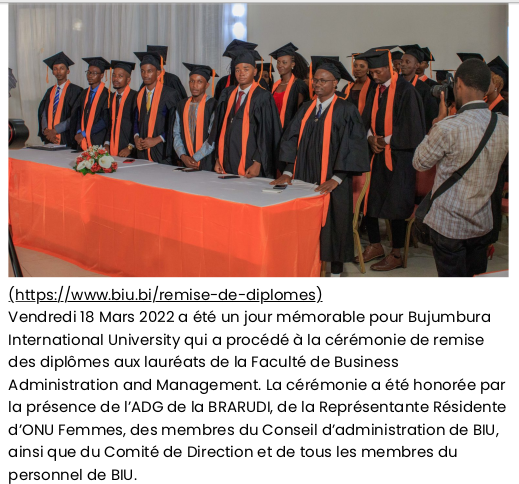 (https://www.biu.bi/remise-de-diplomes)
Vendredi 18 Mars 2022 a été un jour mémorable pour Bujumbura
International University qui a procédé à la cérémonie de remise
des diplômes aux lauréats de la Faculté de Business
Administration and Management. La cérémonie a été honorée par
la présence de l'ADG de la BRARUDI, de la Représentante Résidente
d'ONU Femmes, des membres du Conseil d'administration de BIU,
ainsi que du Comité de Direction et de tous les membres du
personnel de BIU.